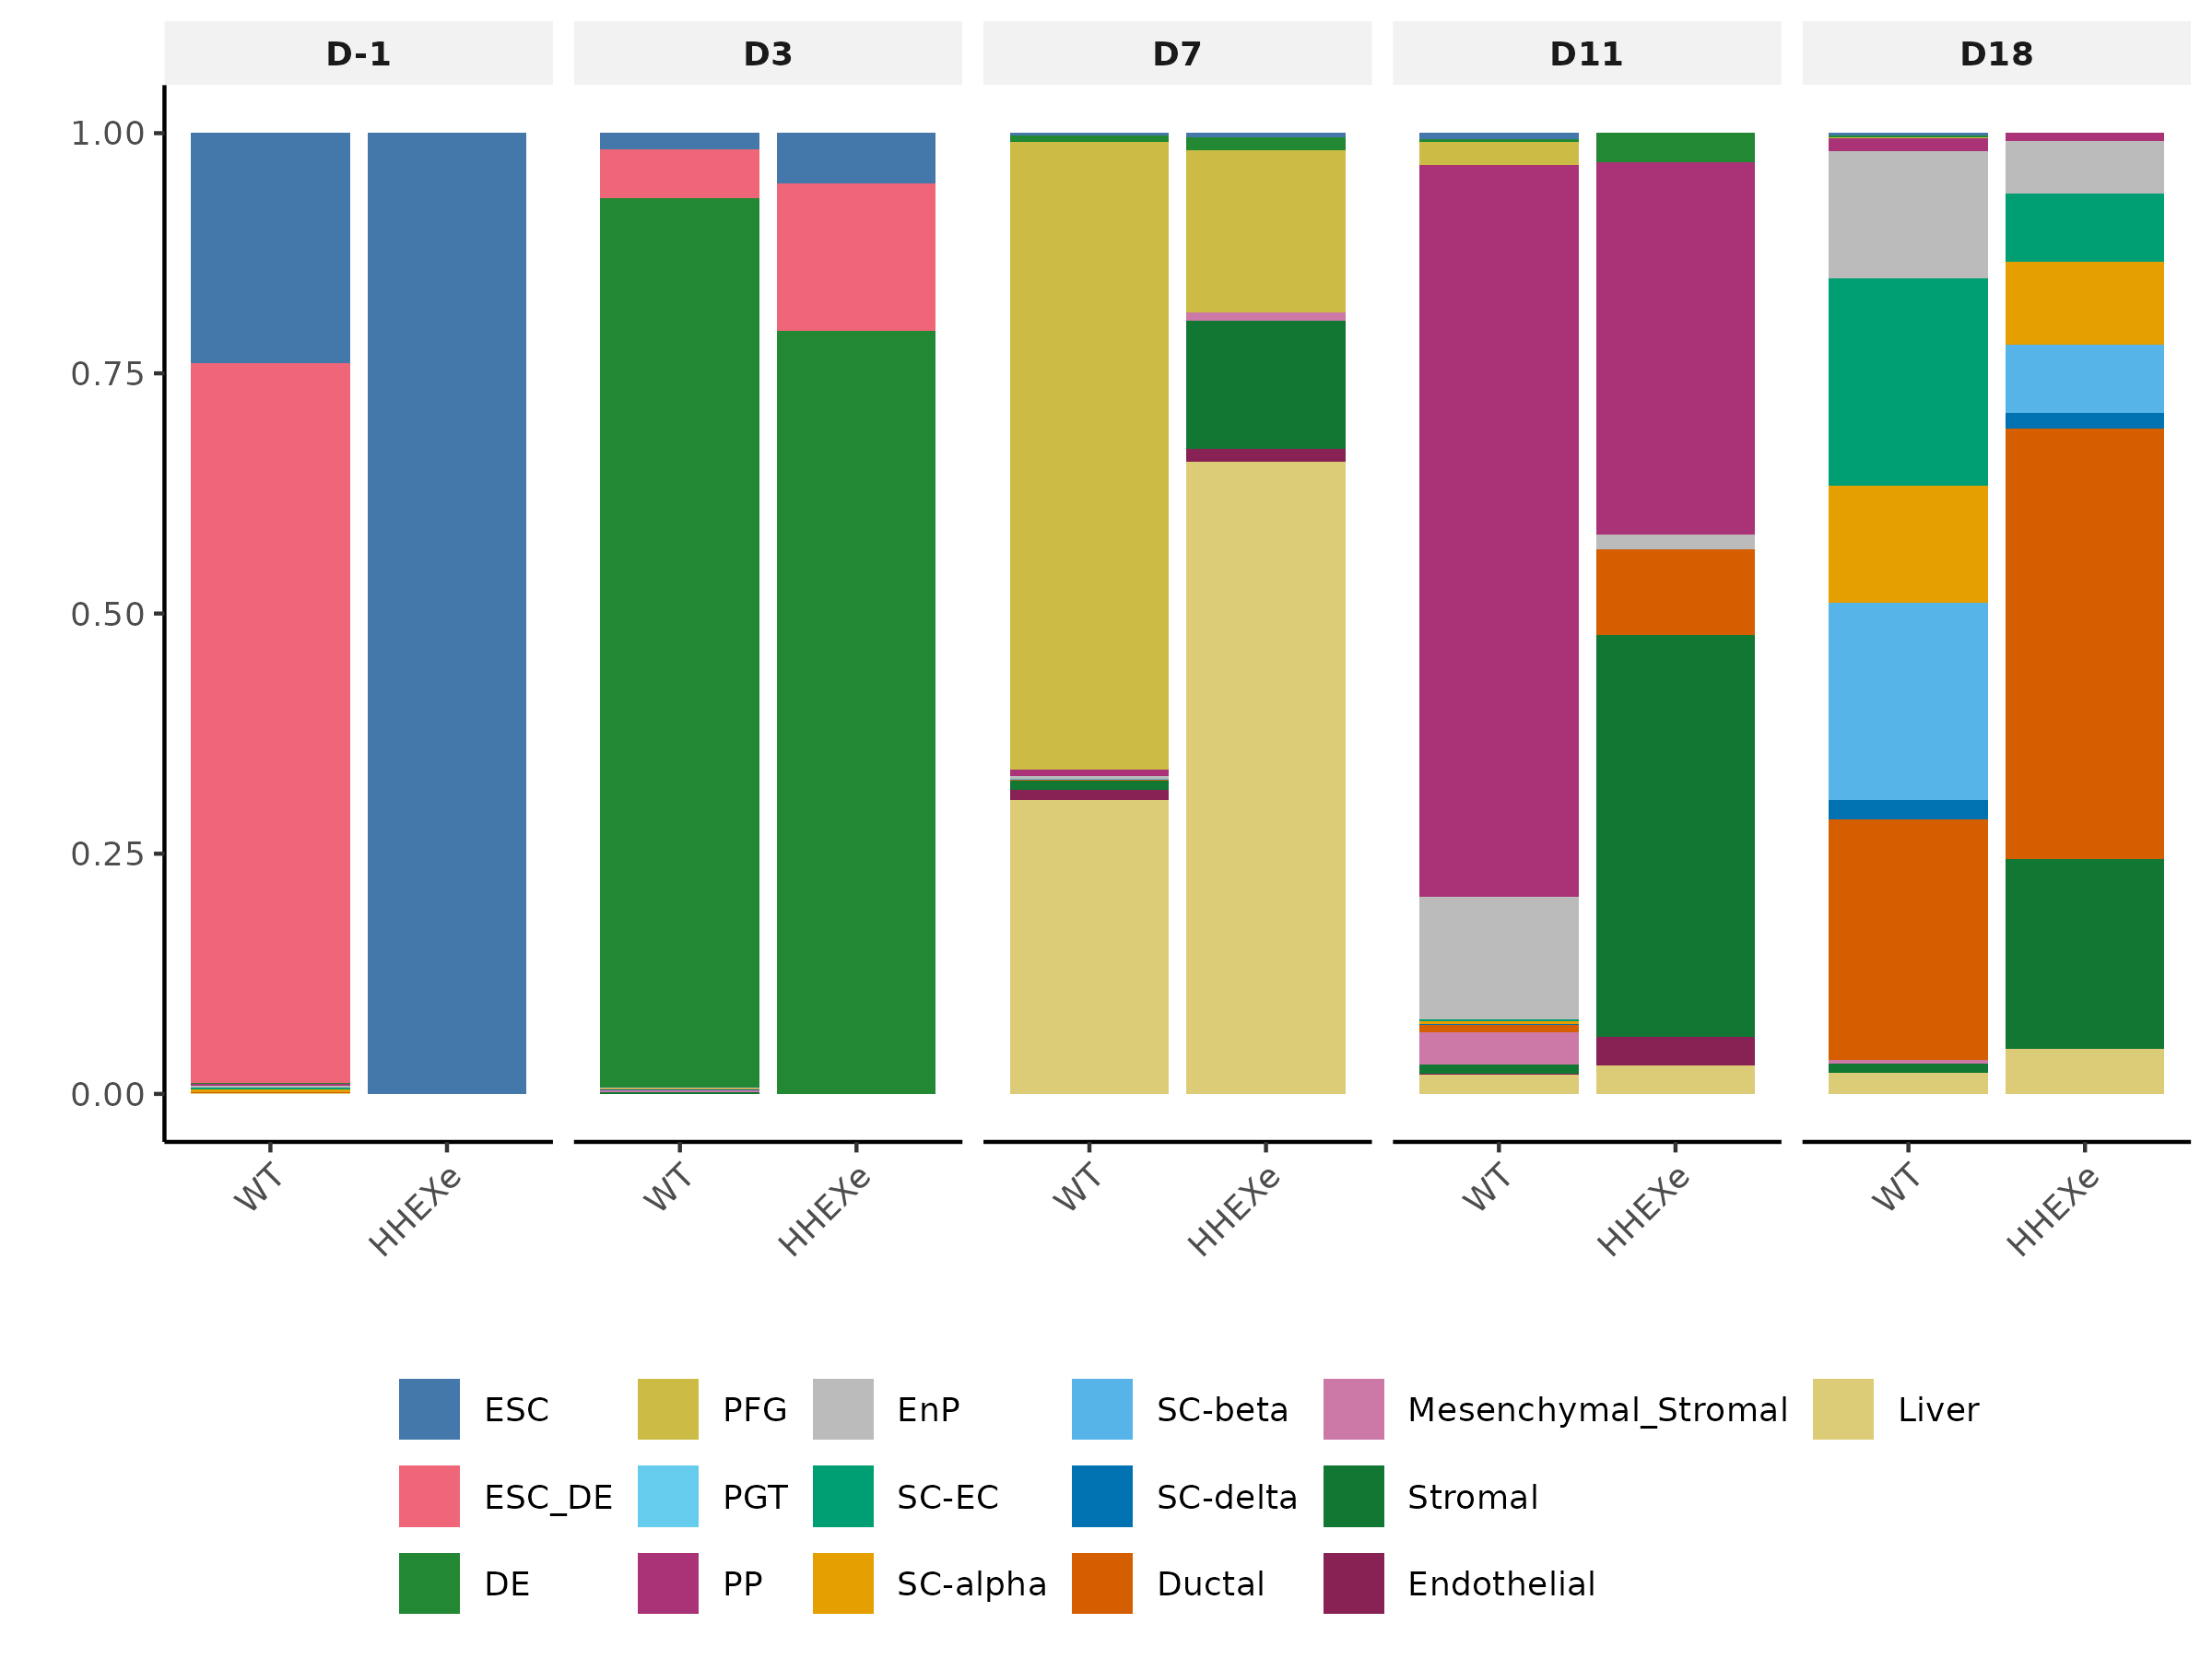 D-1 D3 D7 D11 D18
1.00
0.75
0.50
0.25
0.00
WT HHEXe WT HHEXe WT HHEXe WT HHEXe WT HHEXe
ESC PFG EnP SC-beta Mesenchymal_Stromal Liver
ESC_DE PGT SC-EC SC-delta Stromal
DE PP SC-alpha Ductal Endothelial